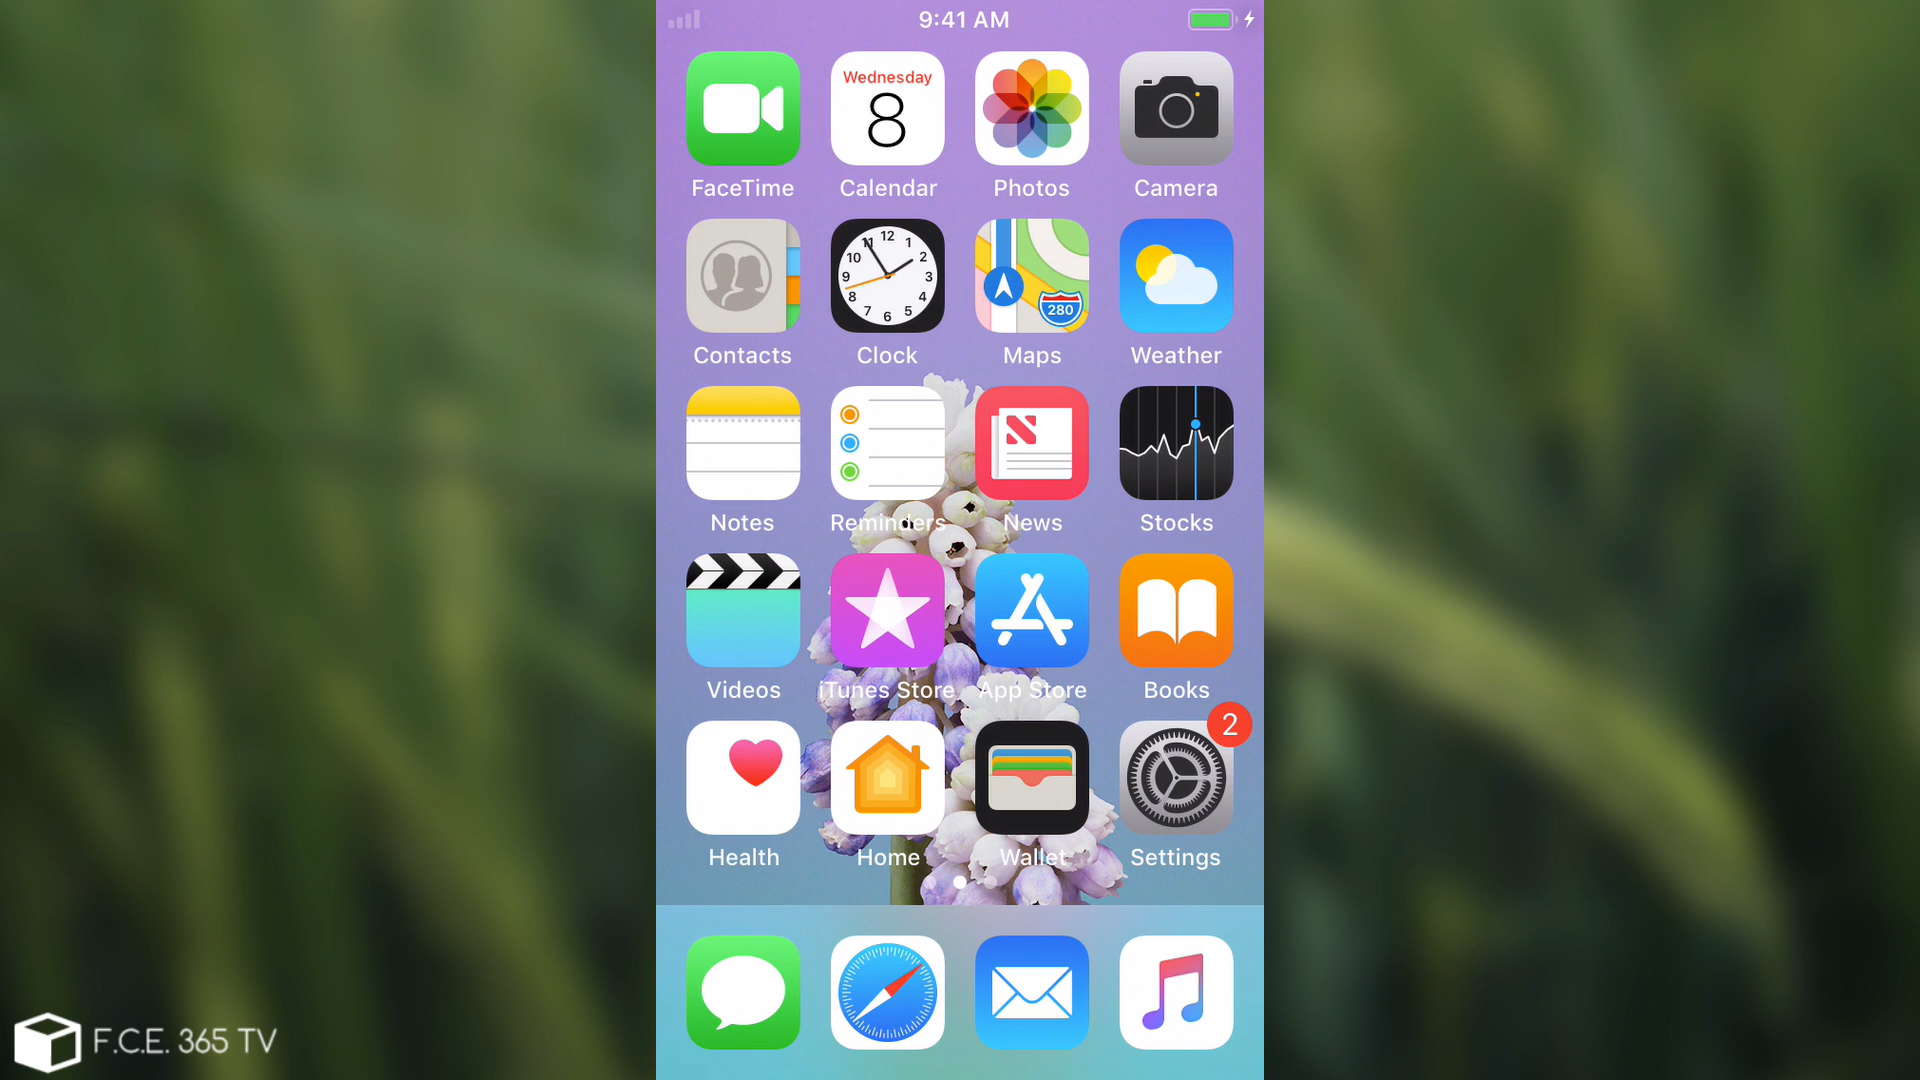 9:41 AM
Wednesday
8
FaceTime
Calendar
Photos
Camera
12
11 1
10 2
9 3
8 4
7 6 5
280
Contacts
Clock
Maps
Weather
Notes
Reminders
News
Stocks
Videos
iTunes Store
App Store
Books
2
Health
Home
Wallet
Settings
F.C.E. 365 TV